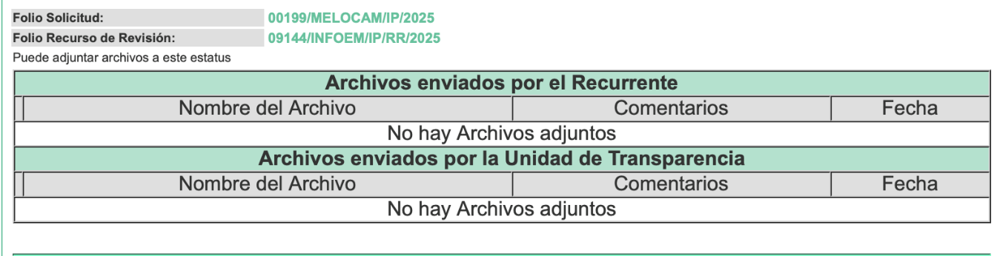 Folio Solicitud: 00199/MELOCAM/IP/2025
Folio Recurso de Revisión: 09144/INFOEM/IP/RR/2025
Puede adjuntar archivos a este estatus
Archivos enviados por el Recurrente
Nombre del Archivo Comentarios Fecha
No hay Archivos adjuntos
Archivos enviados por la Unidad de Transparencia
Nombre del Archivo Comentarios Fecha
No hay Archivos adjuntos